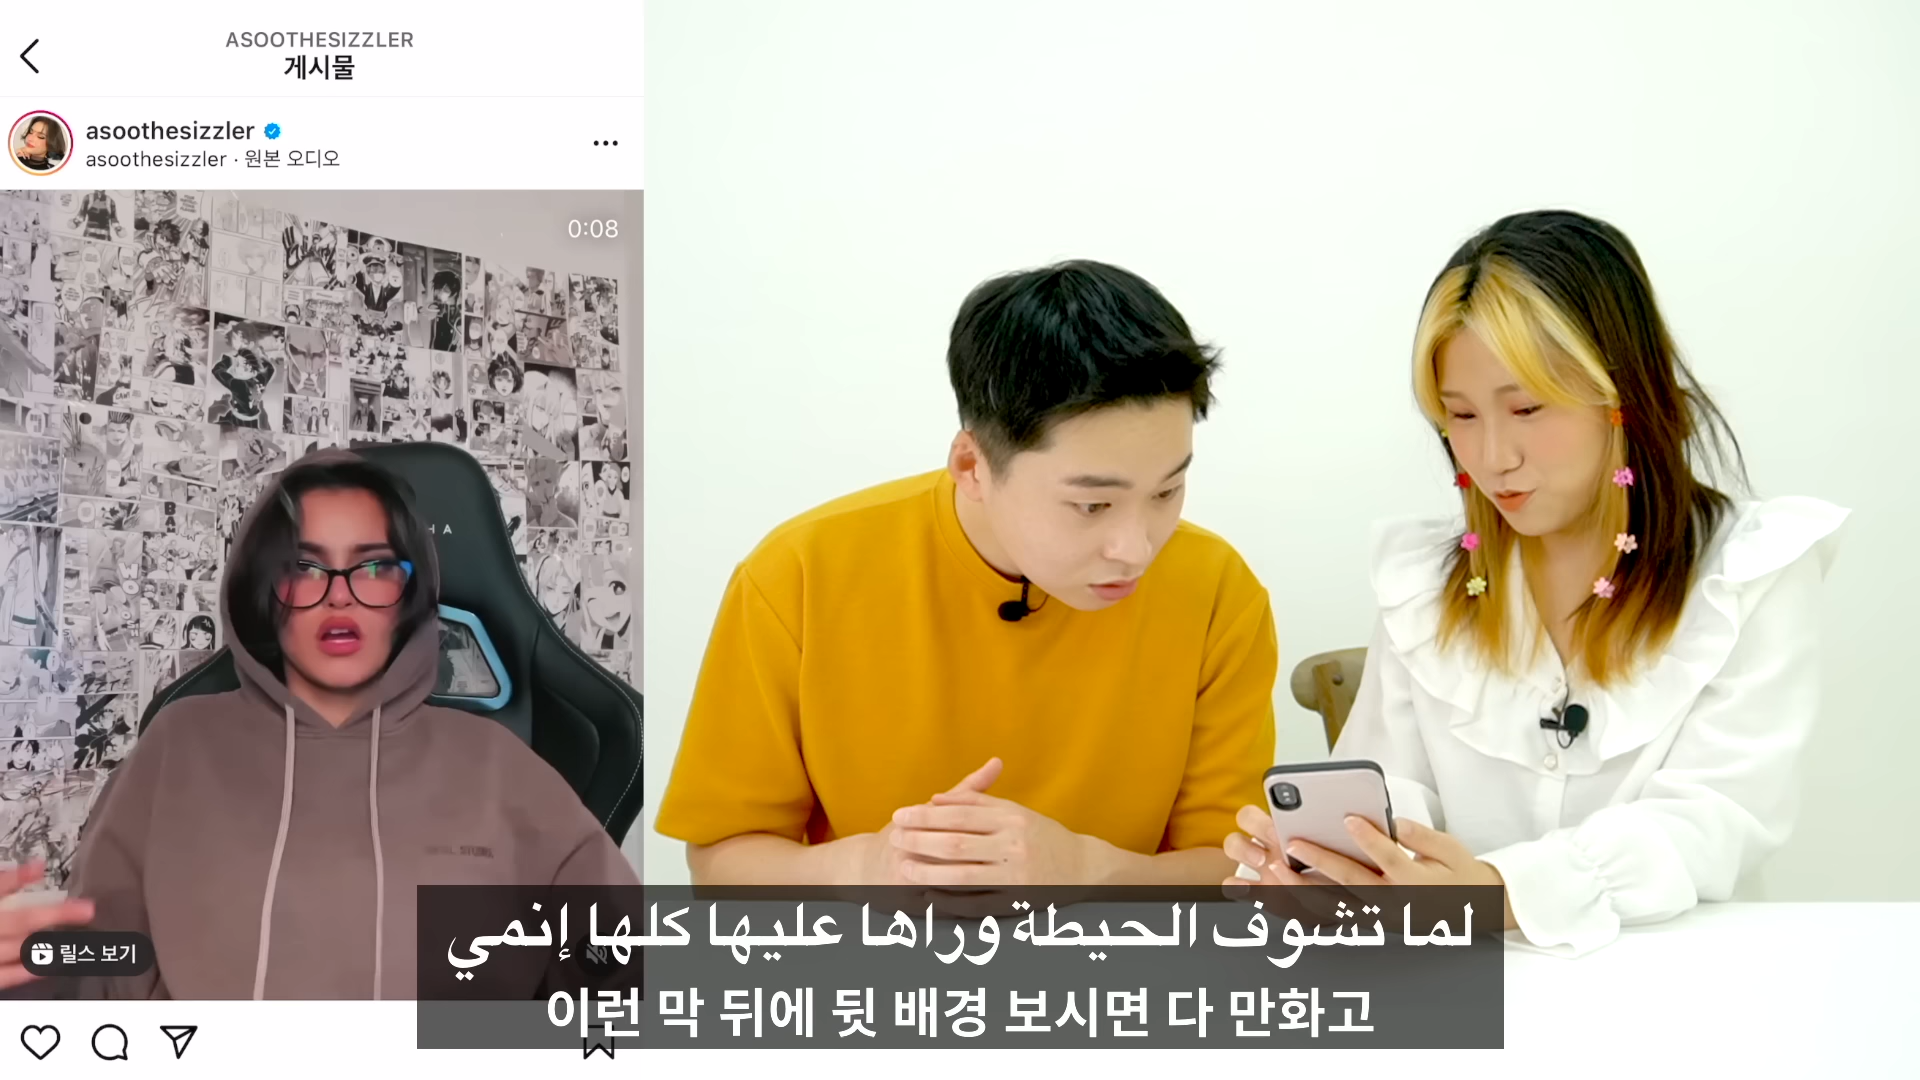 ASOOTHESIZZLER
게시물
asoothesizzler
asoothesizzler · 원본 오디오
0:08
HA
BAM
릴스 보기
لما تشوف الحيطة وراها عليها كلها إنمي
이런 막 뒤에 뒷 배경 보시면 다 만화고